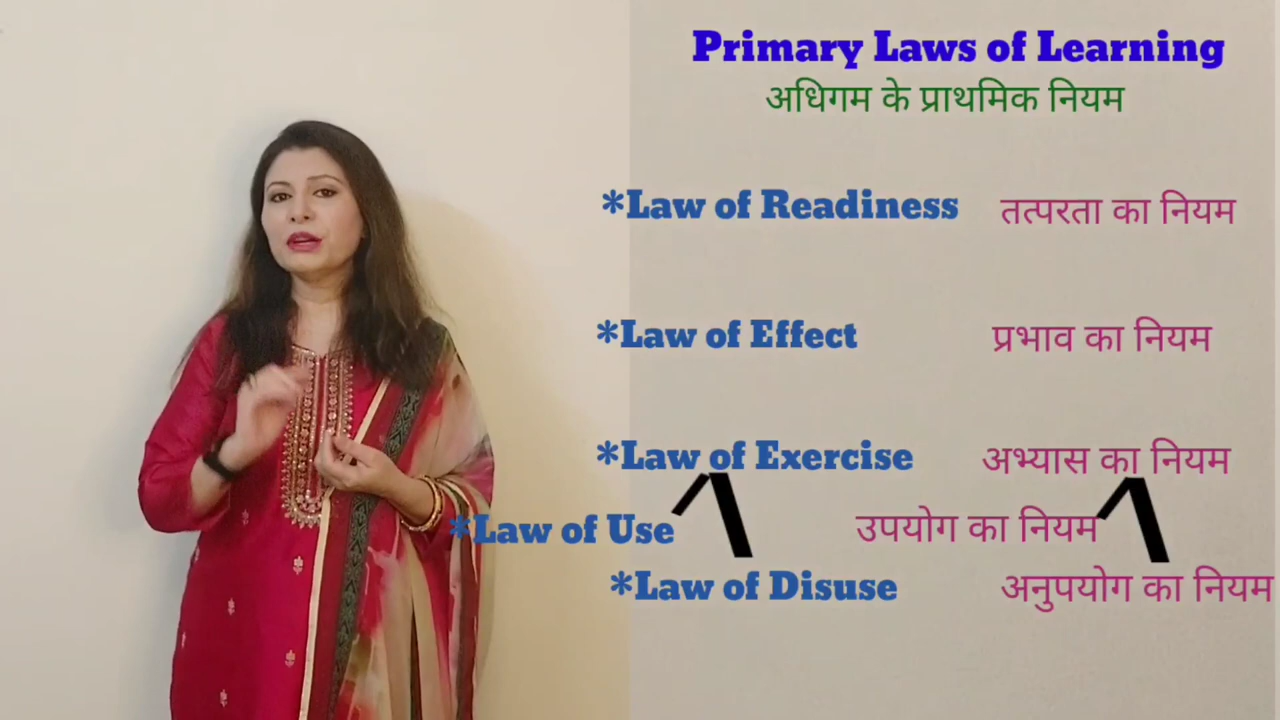 Primary Laws of Learning
अधिगम के प्राथमिक नियम
*Law of Readiness तत्परता का नियम
*Law of Effect प्रभाव का नियम
*Law of Exercise अभ्यास का नियम
*Law of Use उपयोग का नियम
*Law of Disuse अनुपयोग का नियम